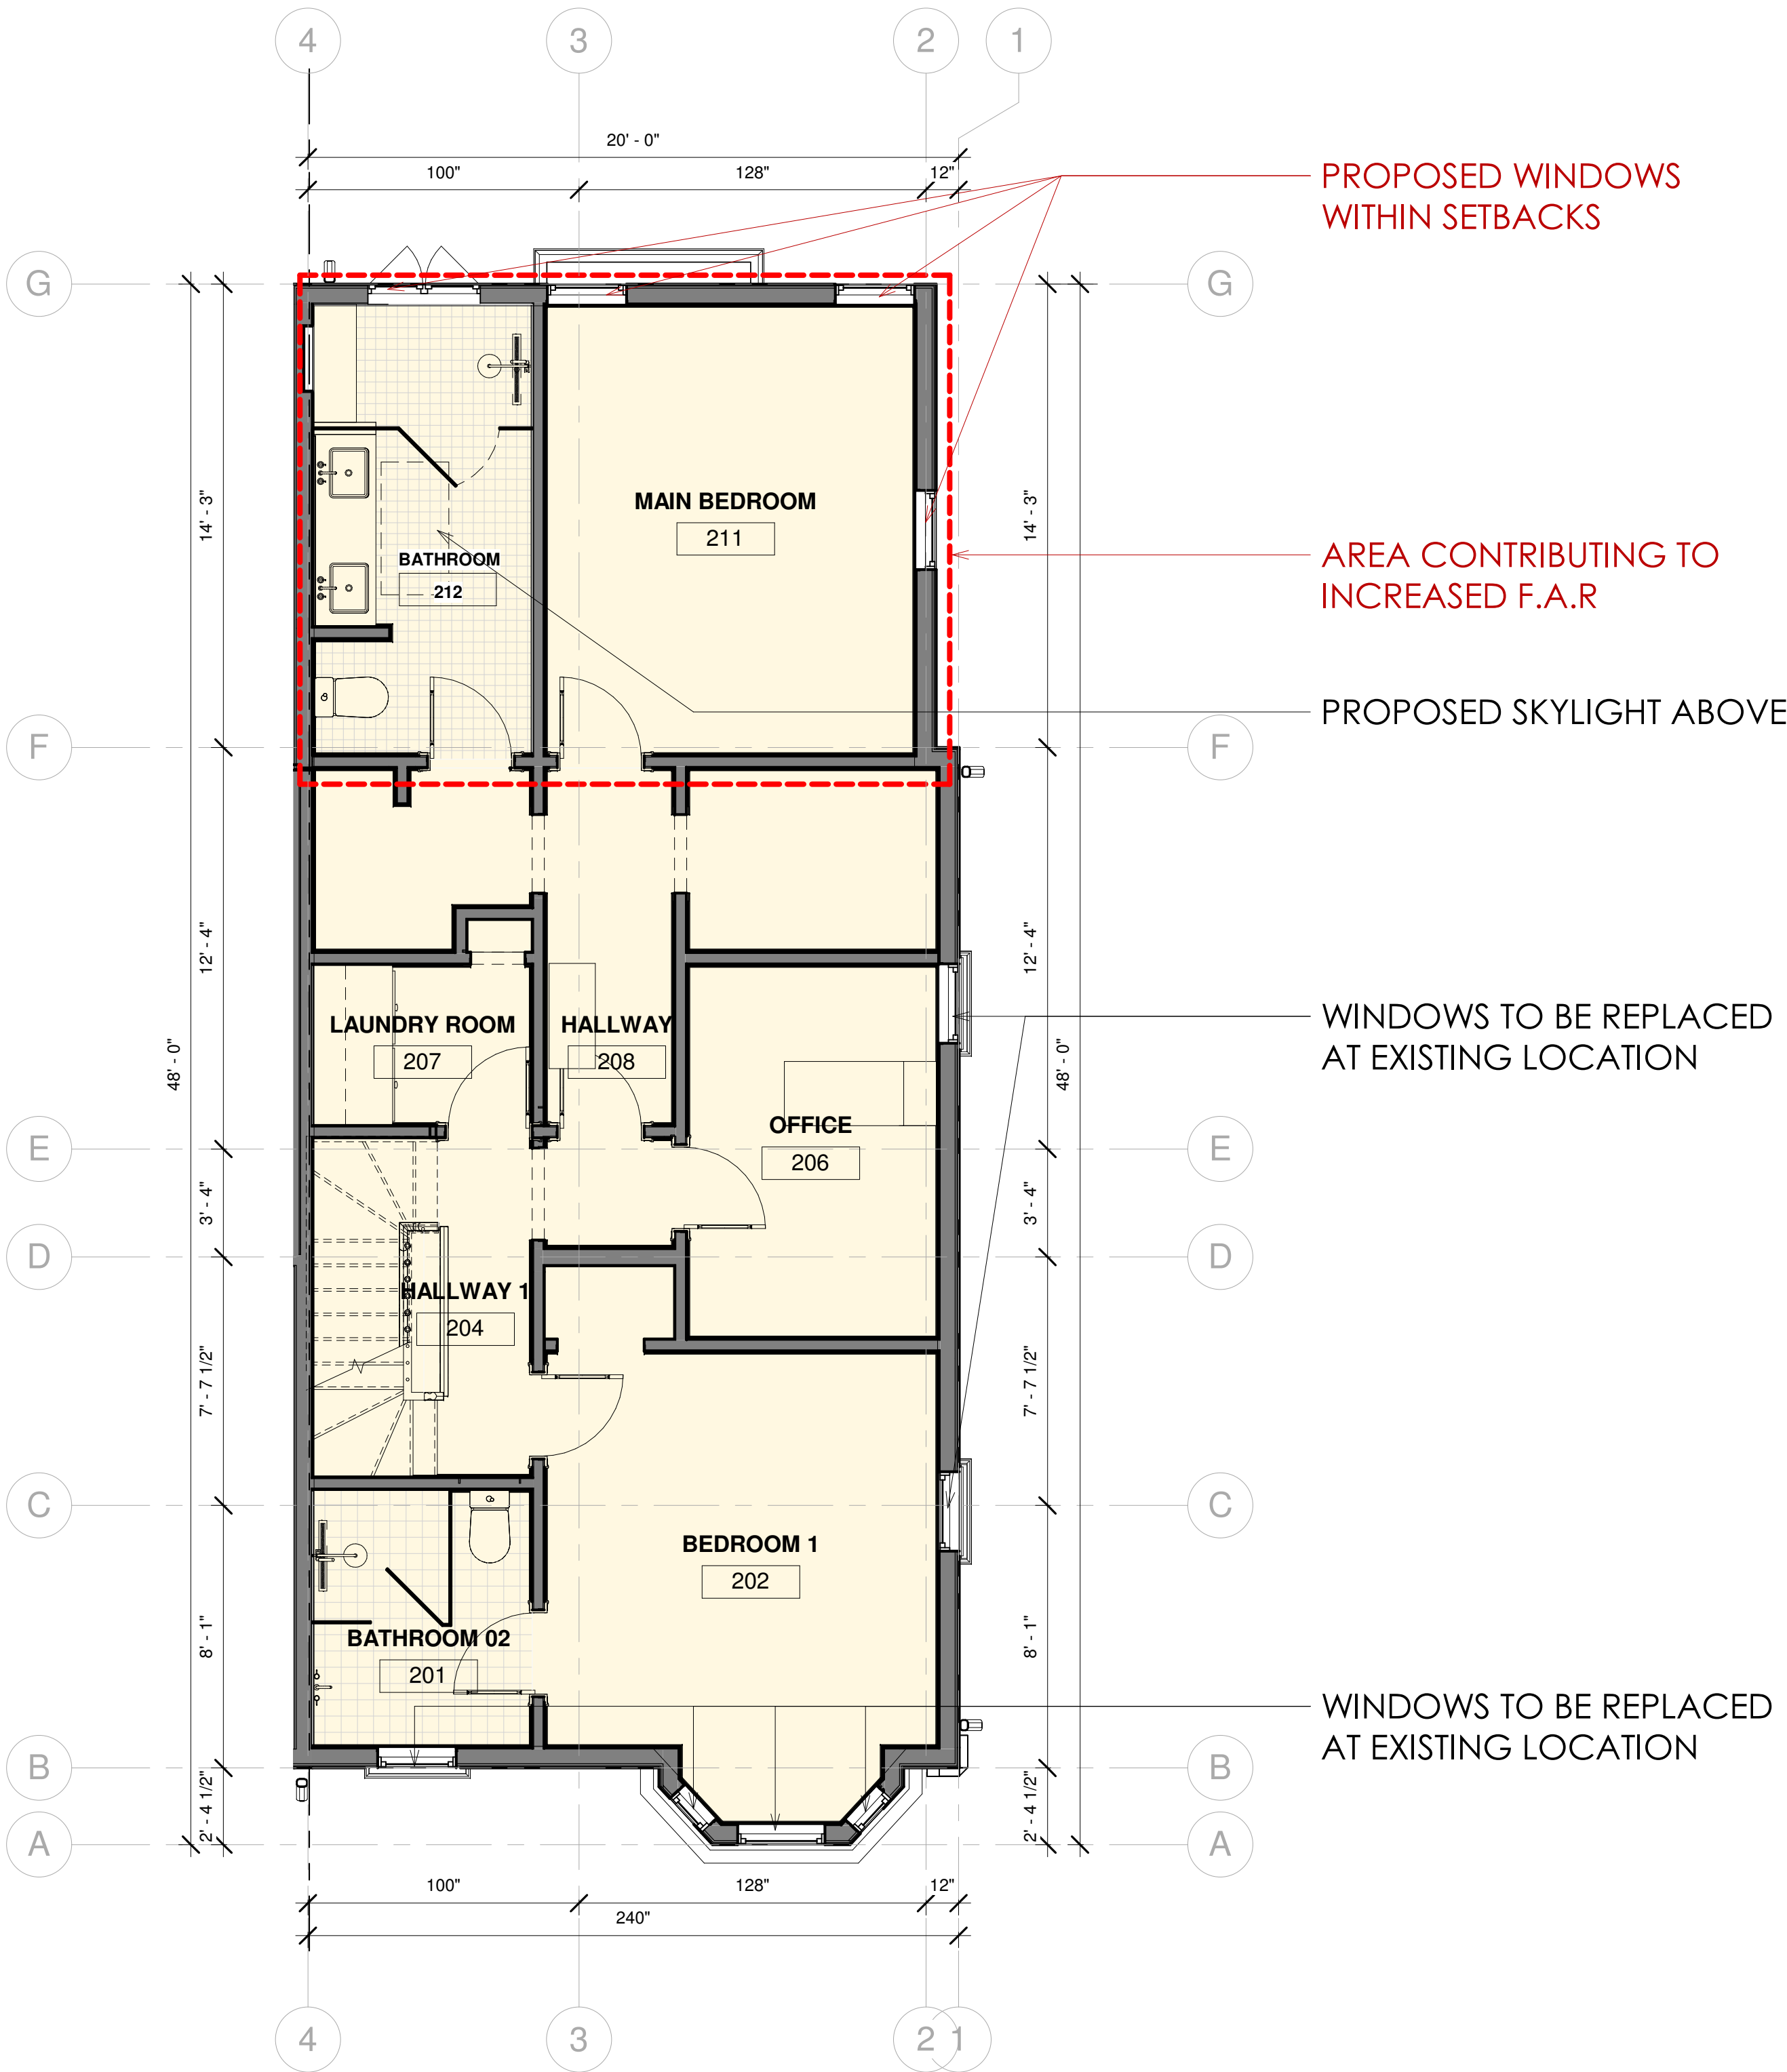 4 3 2 1
20' - 0"
100" 128" 12"
PROPOSED WINDOWS
WITHIN SETBACKS
G G
14' - 3" 14' - 3"
MAIN BEDROOM
211
BATHROOM
212
AREA CONTRIBUTING TO
INCREASED F.A.R
PROPOSED SKYLIGHT ABOVE
F F
12' - 4" 12' - 4"
LAUNDRY ROOM
207
HALLWAY
208
WINDOWS TO BE REPLACED
AT EXISTING LOCATION
48' - 0" 48' - 0"
OFFICE
206
E E
3' - 4" 3' - 4"
D D
HALLWAY 1
204
7' - 7 1/2" 7' - 7 1/2"
C C
BEDROOM 1
202
8' - 1" 8' - 1"
BATHROOM 02
201
WINDOWS TO BE REPLACED
AT EXISTING LOCATION
B B
2' - 4 1/2" 2' - 4 1/2"
A A
100" 128" 12"
240"
4 3 2 1